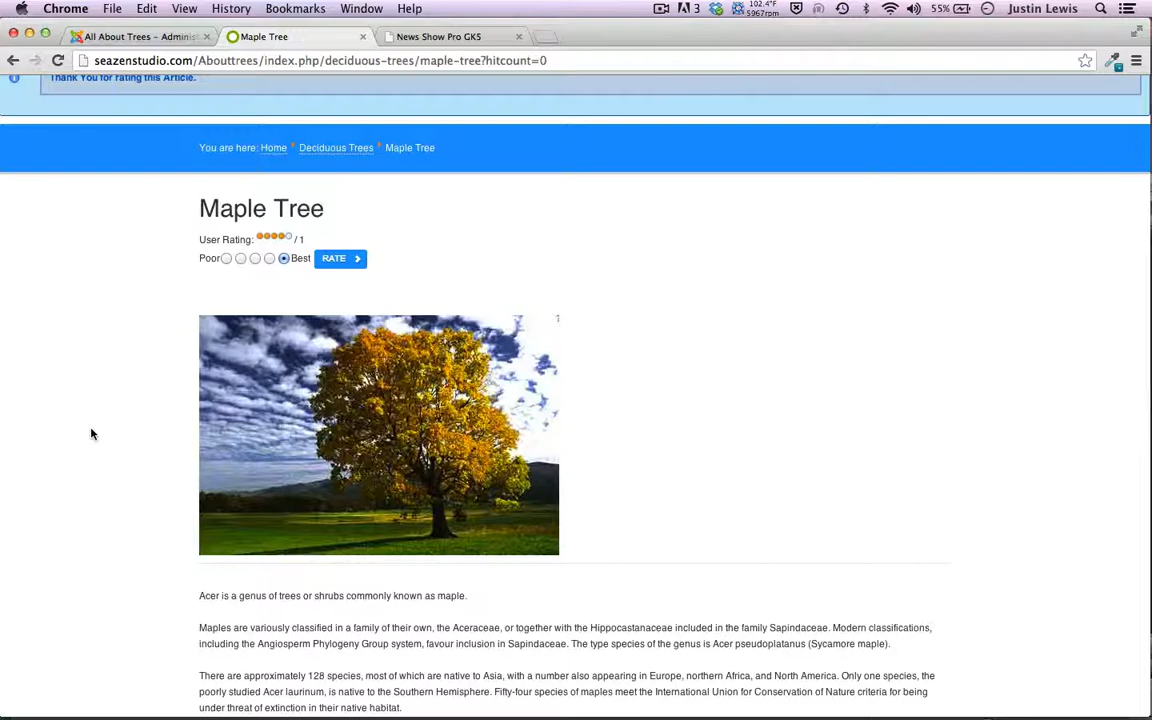 Chrome File Edit View History Bookmarks Window Help 3 102.4°F 5967rpm 55% Justin Lewis
All About Trees – Adminis Maple Tree News Show Pro GK5
seazenstudio.com/Abouttrees/index.php/deciduous-trees/maple-tree?hitcount=0
Thank You for rating this Article.
You are here: Home Deciduous Trees Maple Tree
Maple Tree
User Rating: / 1
Poor Best RATE
Acer is a genus of trees or shrubs commonly known as maple.
Maples are variously classified in a family of their own, the Aceraceae, or together with the Hippocastanaceae included in the family Sapindaceae. Modern classifications,
including the Angiosperm Phylogeny Group system, favour inclusion in Sapindaceae. The type species of the genus is Acer pseudoplatanus (Sycamore maple).
There are approximately 128 species, most of which are native to Asia, with a number also appearing in Europe, northern Africa, and North America. Only one species, the
poorly studied Acer laurinum, is native to the Southern Hemisphere. Fifty-four species of maples meet the International Union for Conservation of Nature criteria for being
under threat of extinction in their native habitat.